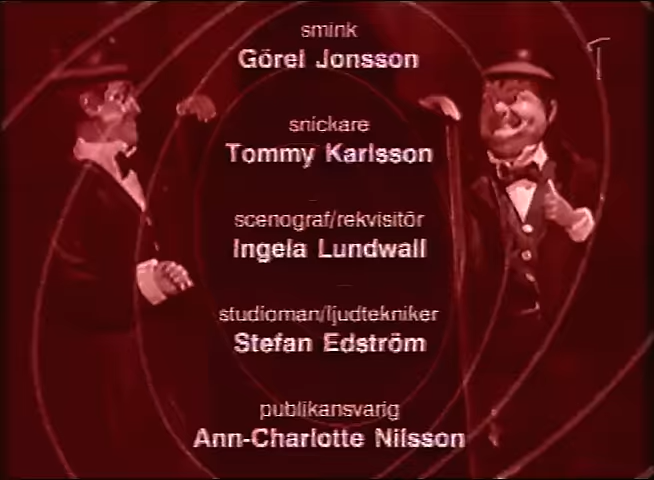 smink
Görel Jonsson
snickare
Tommy Karlsson
scenograf/rekvisitör
Ingela Lundwall
studioman/ljudtekniker
Stefan Edström
publikansvarig
Ann-Charlotte Nilsson